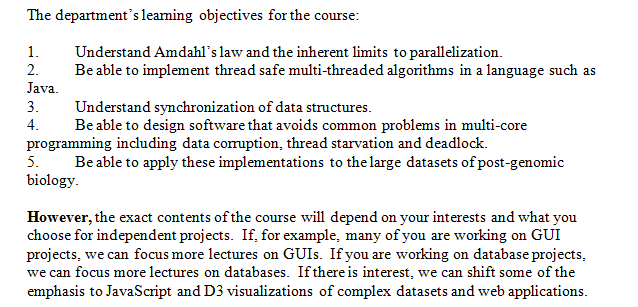 The department's learning objectives for the course:
1. Understand Amdahl's law and the inherent limits to parallelization.
2. Be able to implement thread safe multi-threaded algorithms in a language such as
Java.
3. Understand synchronization of data structures.
4. Be able to design software that avoids common problems in multi-core
programming including data corruption, thread starvation and deadlock.
5. Be able to apply these implementations to the large datasets of post-genomic
biology.
However, the exact contents of the course will depend on your interests and what you
choose for independent projects. If, for example, many of you are working on GUI
projects, we can focus more lectures on GUIs. If you are working on database projects,
we can focus more lectures on databases. If there is interest, we can shift some of the
emphasis to JavaScript and D3 visualizations of complex datasets and web applications.